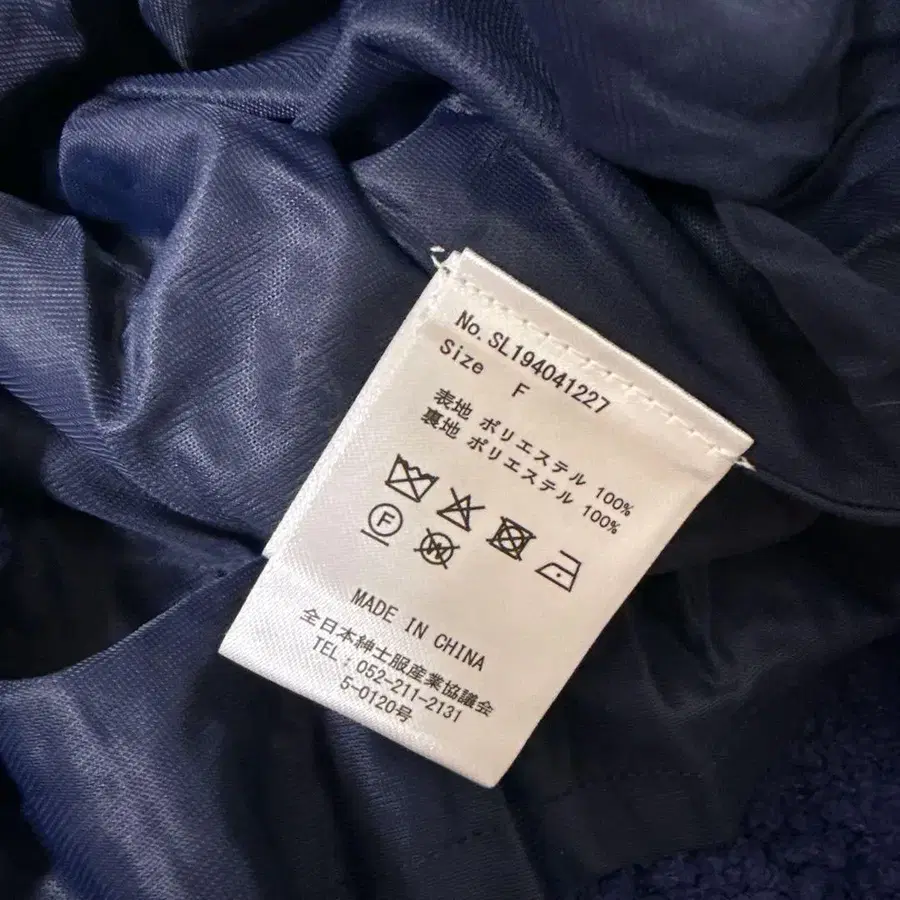 No. SL194041227
Size F
表地 ポリエステル 100%
裏地 ポリエステル 100%
F W
MADE IN CHINA
全日本紳士服産業協議会
TEL：052-211-2131
5-0120号